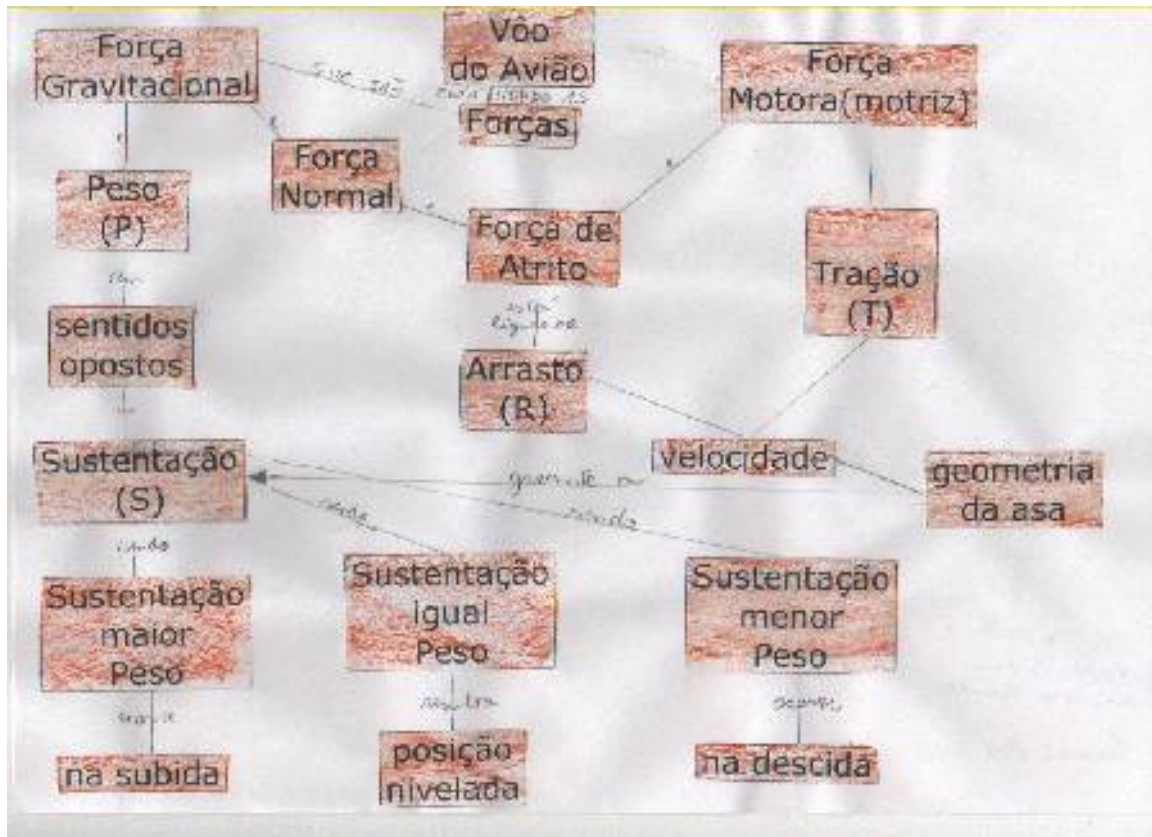 Vôo
do Avião
Força
Gravitacional
Força
Motora(motriz)
Forças
Força
Normal
Peso
(P)
Força de
Atrito
Tração
(T)
está
sentidos
opostos
Arrasto
(R)
Sustentação
(S)
velocidade
geometria
da asa
Sustentação
maior
Peso
Sustentação
igual
Peso
Sustentação
menor
Peso
na subida
posição
nivelada
na descida